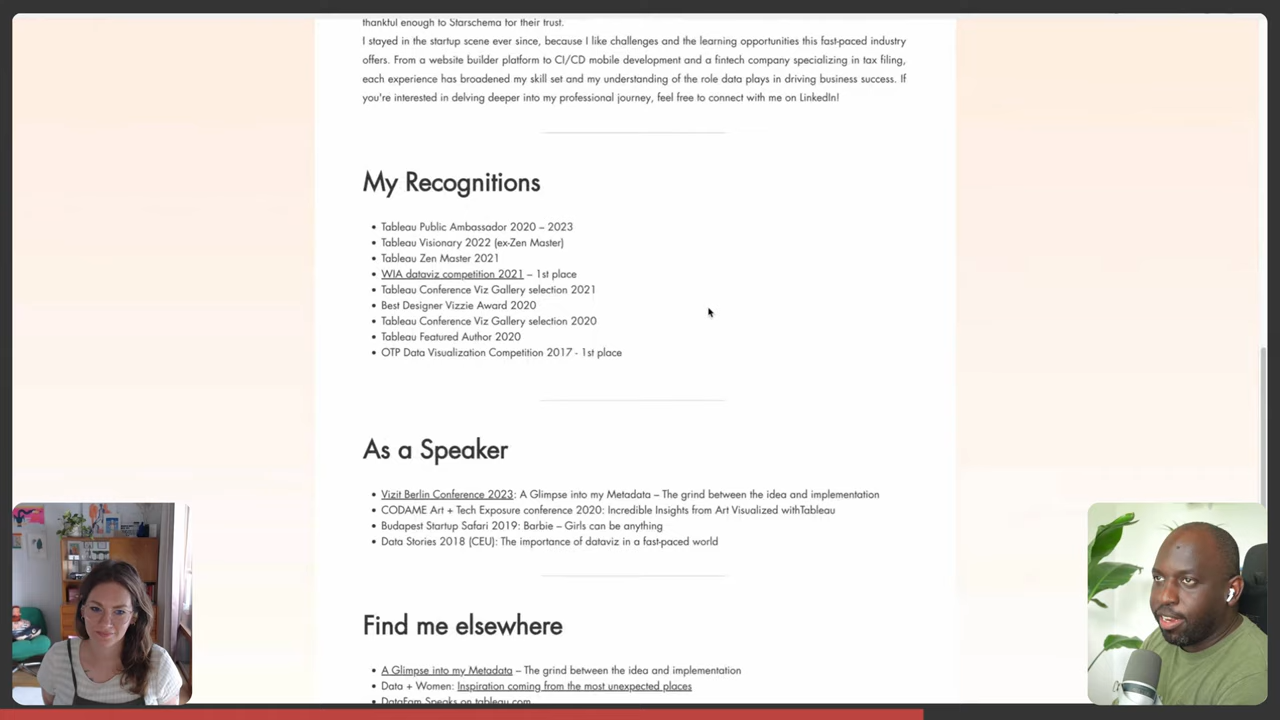 thankful enough to Starschema for their trust.
I stayed in the startup scene ever since, because I like challenges and the learning opportunities this fast-paced industry
offers. From a website builder platform to CI/CD mobile development and a fintech company specializing in tax filing,
each experience has broadened my skill set and my understanding of the role data plays in driving business success. If
you're interested in delving deeper into my professional journey, feel free to connect with me on LinkedIn!
My Recognitions
• Tableau Public Ambassador 2020 – 2023
• Tableau Visionary 2022 (ex-Zen Master)
• Tableau Zen Master 2021
• WIA dataviz competition 2021 – 1st place
• Tableau Conference Viz Gallery selection 2021
• Best Designer Vizzie Award 2020
• Tableau Conference Viz Gallery selection 2020
• Tableau Featured Author 2020
• OTP Data Visualization Competition 2017 - 1st place
As a Speaker
• Vizit Berlin Conference 2023: A Glimpse into my Metadata – The grind between the idea and implementation
• CODAME Art + Tech Exposure conference 2020: Incredible Insights from Art Visualized withTableau
• Budapest Startup Safari 2019: Barbie – Girls can be anything
• Data Stories 2018 (CEU): The importance of dataviz in a fast-paced world
Find me elsewhere
• A Glimpse into my Metadata – The grind between the idea and implementation
• Data + Women: Inspiration coming from the most unexpected places
• DataFam Speaks on tableau.com